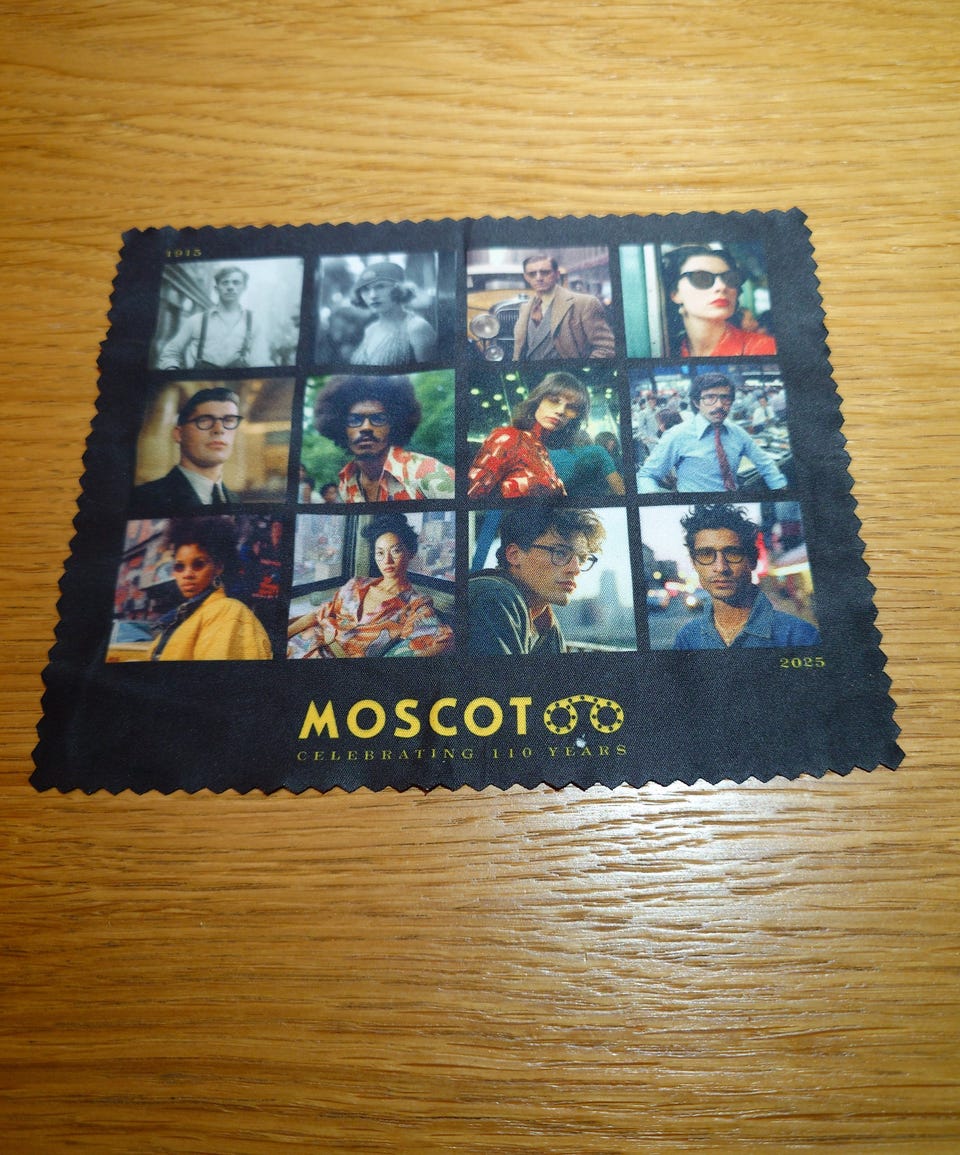 1915
2025
MOSCOT
CELEBRATING 110 YEARS